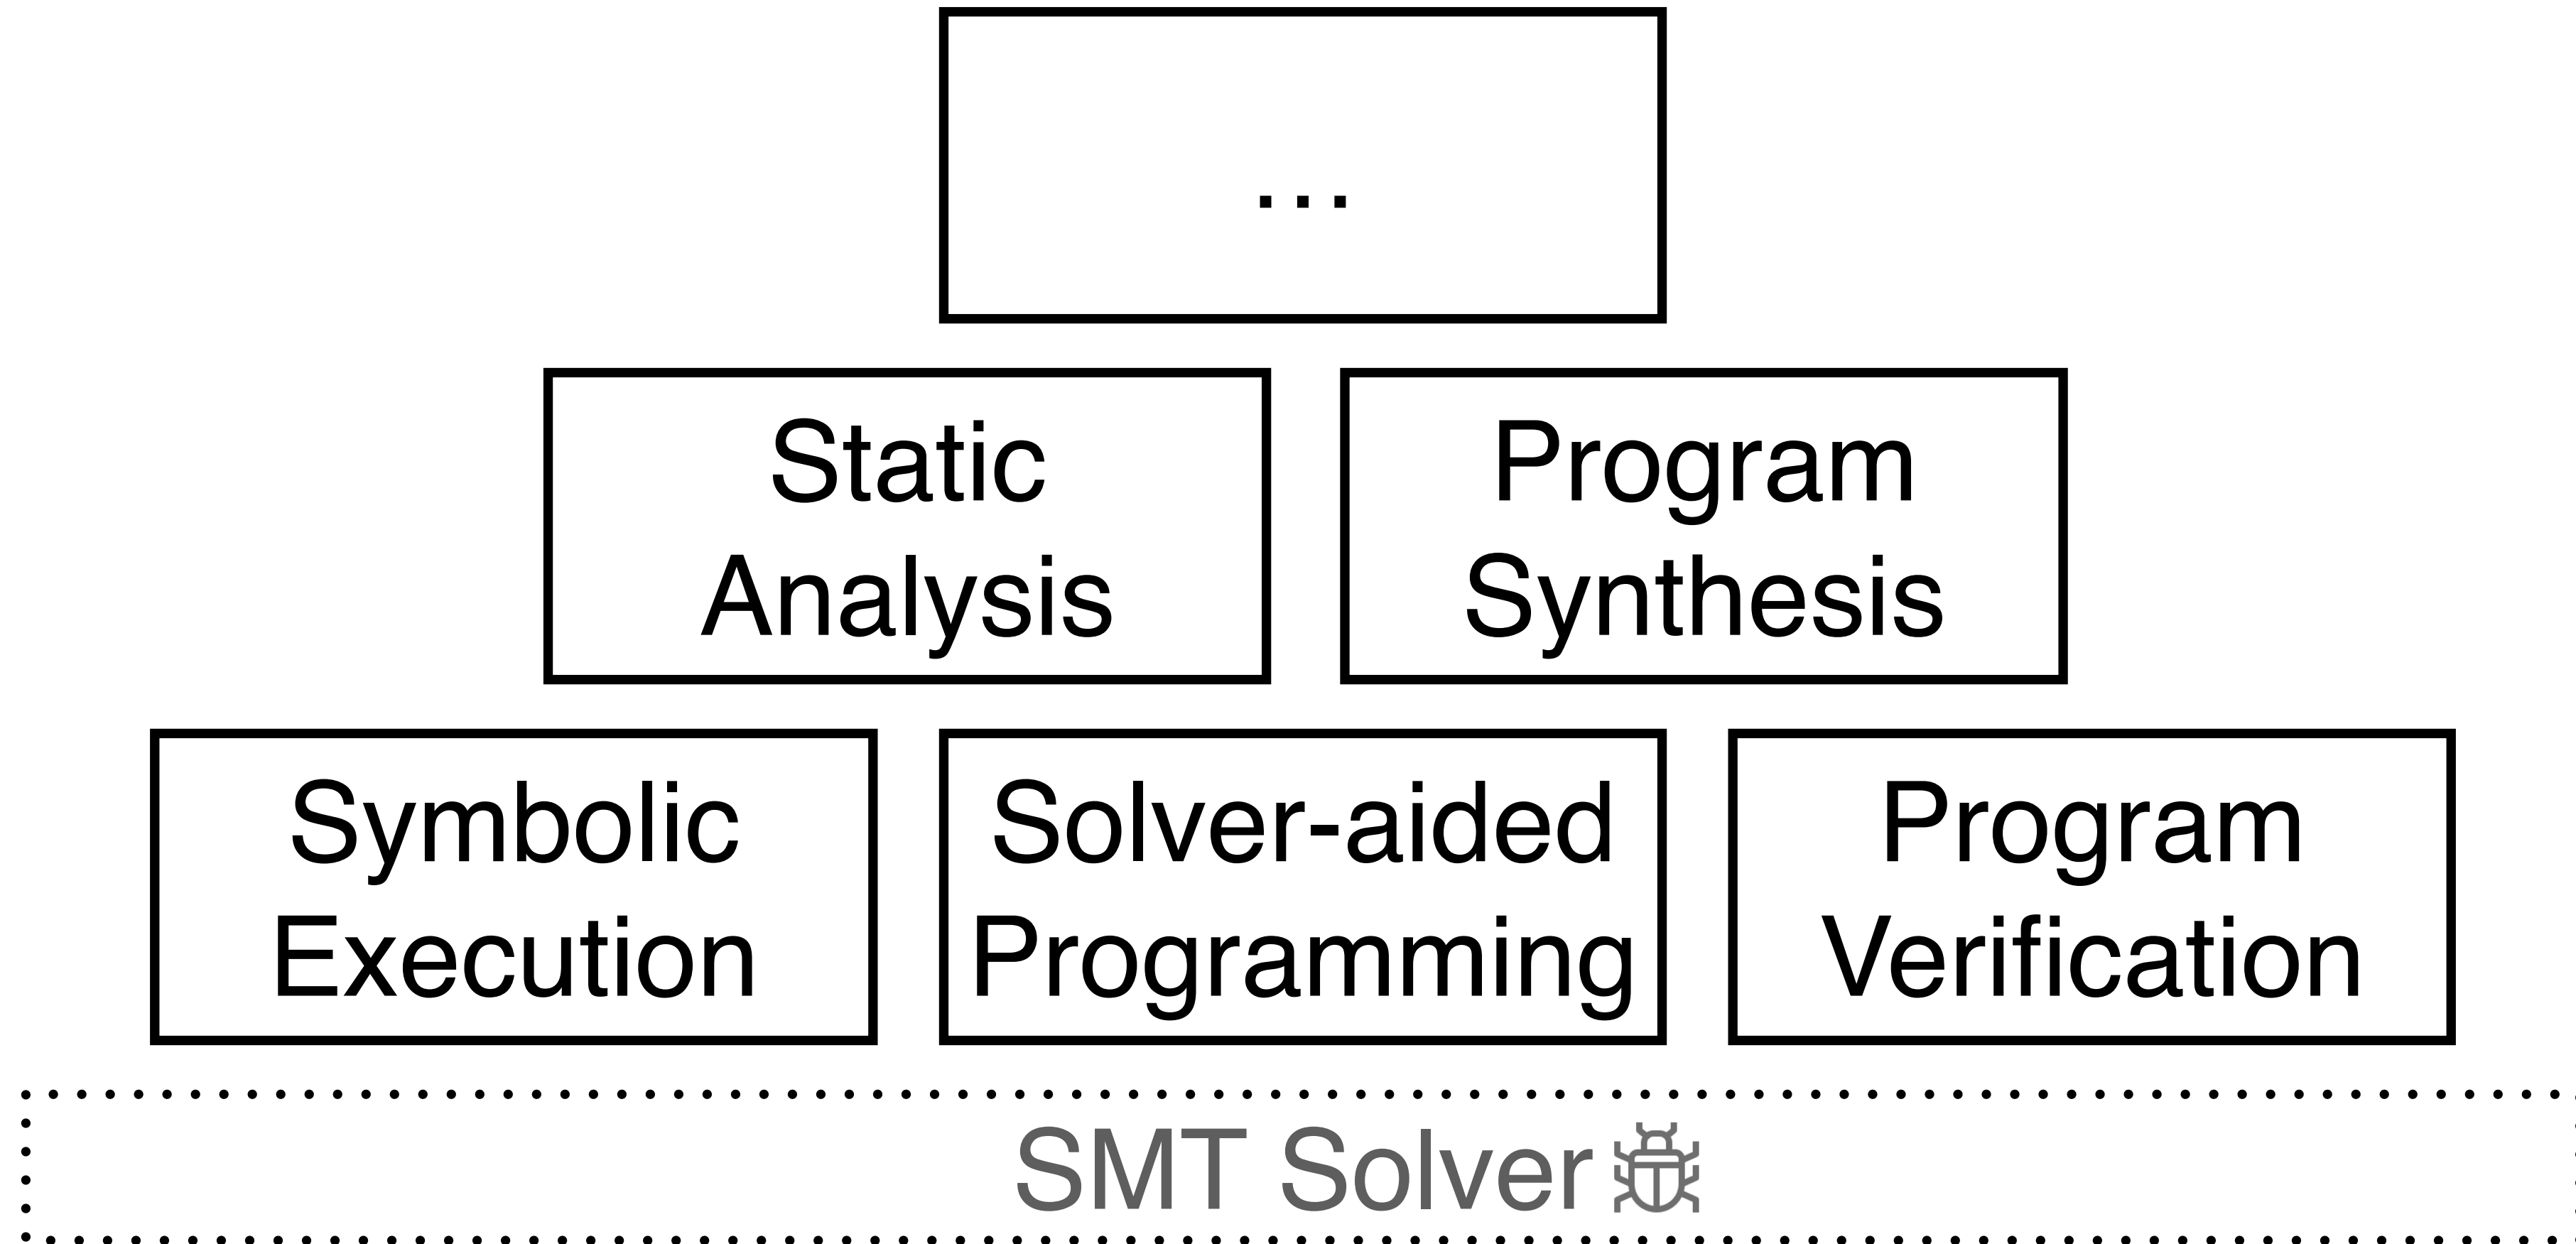 ...
Static
Analysis
Program
Synthesis
Symbolic
Execution
Solver-aided
Programming
Program
Verification
SMT Solver